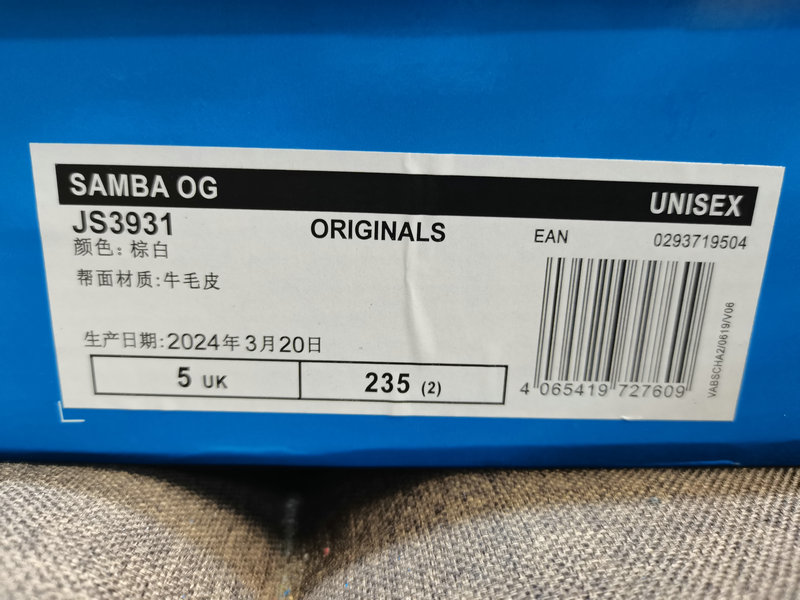 SAMBA OG
UNISEX
JS3931
ORIGINALS
EAN
0293719504
颜色: 棕白
帮面材质:牛毛皮
生产日期:2024年3月20日
5 UK
235 (2)
4 065419 727609
VABSCHA2/0619/V06